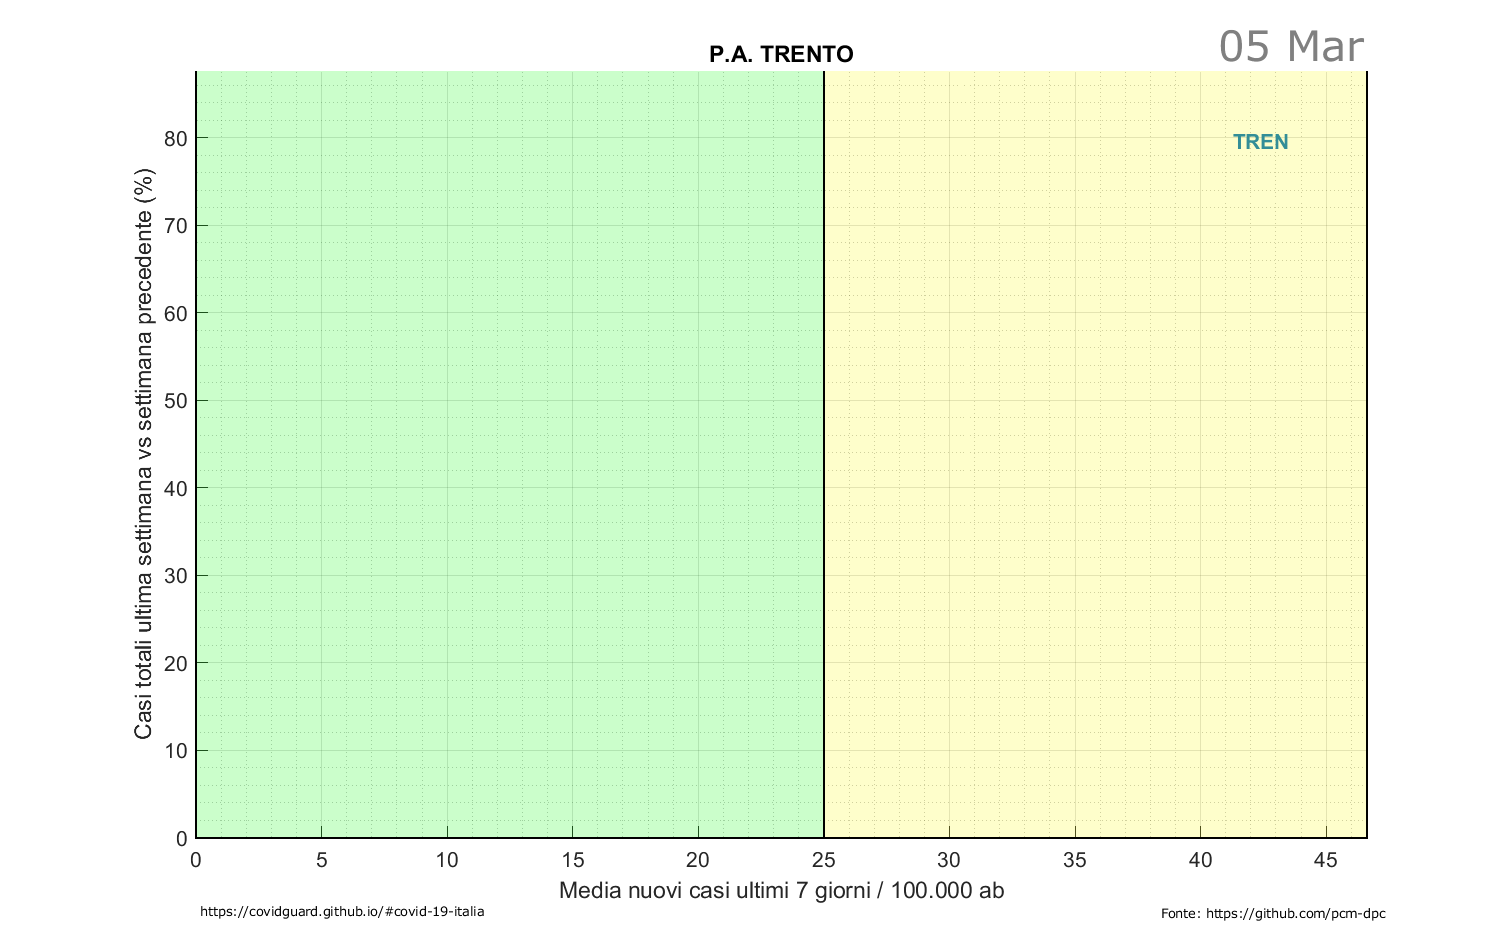 05 Mar
P.A. TRENTO
TREN
80
70
60
50
40
30
20
10
0
Casi totali ultima settimana vs settimana precedente (%)
0 5 10 15 20 25 30 35 40 45
Media nuovi casi ultimi 7 giorni / 100.000 ab
https://covidguard.github.io/#covid-19-italia
Fonte: https://github.com/pcm-dpc